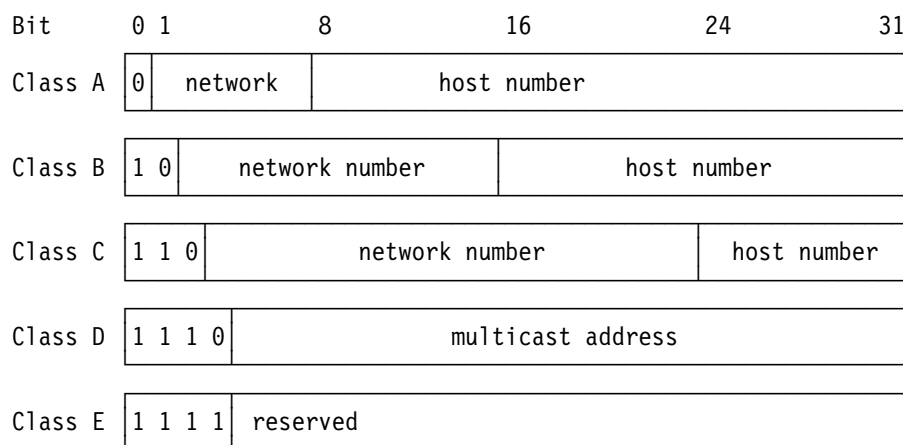 Bit 0 1 8 16 24 31
Class A 0 network host number
Class B 1 0 network number host number
Class C 1 1 0 network number host number
Class D 1 1 1 0 multicast address
Class E 1 1 1 1 reserved